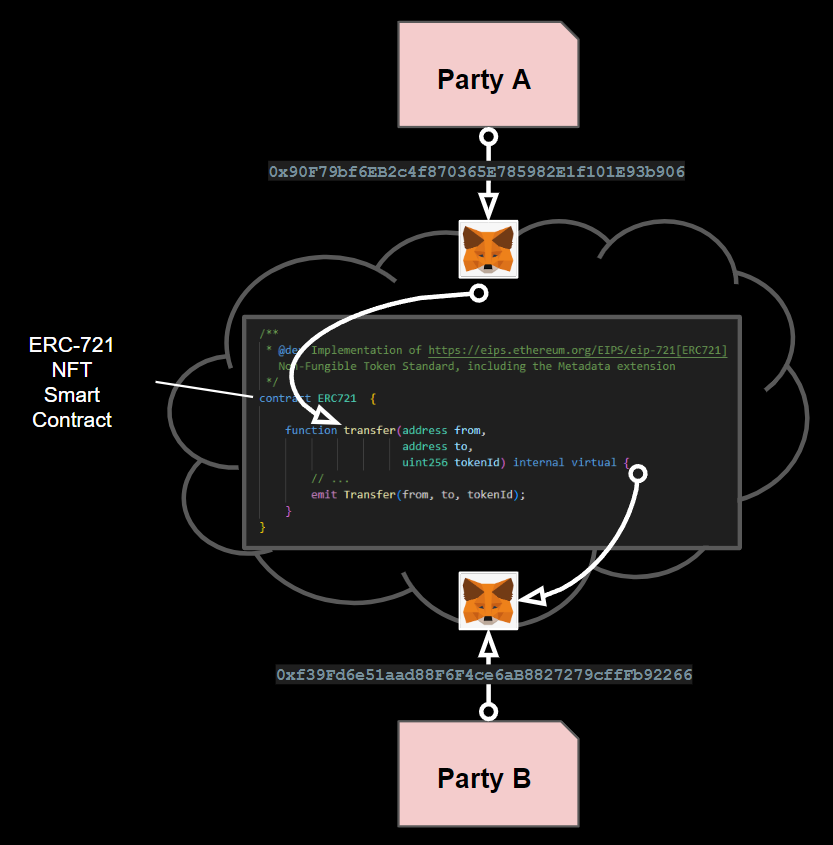 Party A
0x90F79bf6EB2c4f870365E785982E1f101E93b906
ERC-721
NFT
Smart
Contract
/**
* @dev Implementation of https://eips.ethereum.org/EIPS/eip-721[ERC721]
Non-Fungible Token Standard, including the Metadata extension
*/
contract ERC721 {
function transfer(address from,
address to,
uint256 tokenId) internal virtual {
// ...
emit Transfer(from, to, tokenId);
}
}
0xf39Fd6e51aad88F6F4ce6aB8827279cffFb92266
Party B